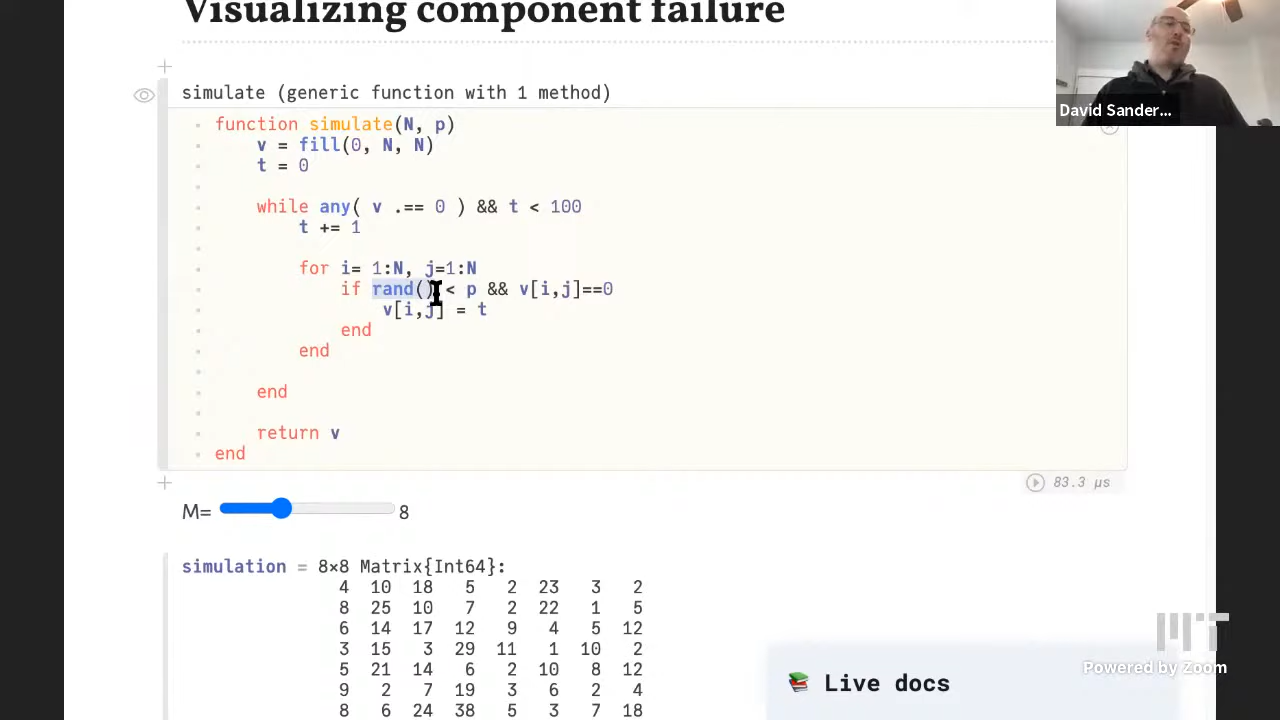 Visualizing component failure
David Sander...
simulate (generic function with 1 method)
function simulate(N, p)
v = fill(0, N, N)
t = 0
while any( v .== 0 ) && t < 100
t += 1
for i= 1:N, j=1:N
if rand() < p && v[i,j]==0
v[i,j] = t
end
end
end
return v
end
83.3 μs
M= 8
simulation = 8×8 Matrix{Int64}:
4 10 18 5 2 23 3 2
8 25 10 7 2 22 1 5
6 14 17 12 9 4 5 12
3 15 3 29 11 1 10 2
5 21 14 6 2 10 8 12
9 2 7 19 3 6 2 4
8 6 24 38 5 3 7 18
Live docs
MIT
Powered by Zoom